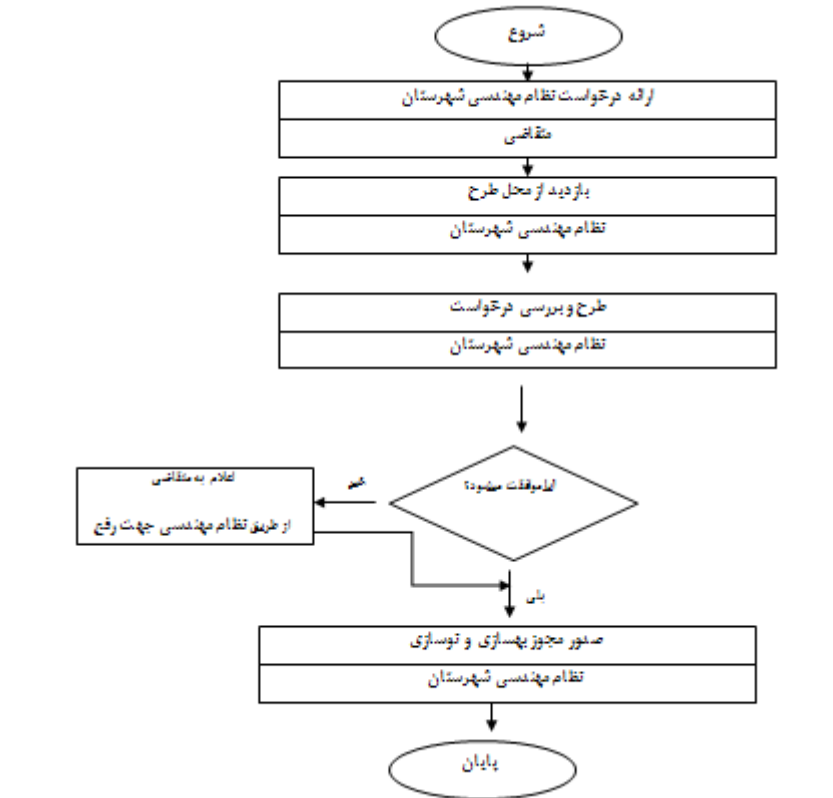 شروع
ارائه درخواست نظام مهندسی شهرستان
متقاضی
بازدید از محل طرح
نظام مهندسی شهرستان
طرح و بررسی درخواست
نظام مهندسی شهرستان
ایا موافقت میشود؟
خیر
اعلام به متقاضی
از طریق نظام مهندسی جهت رفع
بلی
صدور مجوز بهسازی و نوسازی
نظام مهندسی شهرستان
پایان